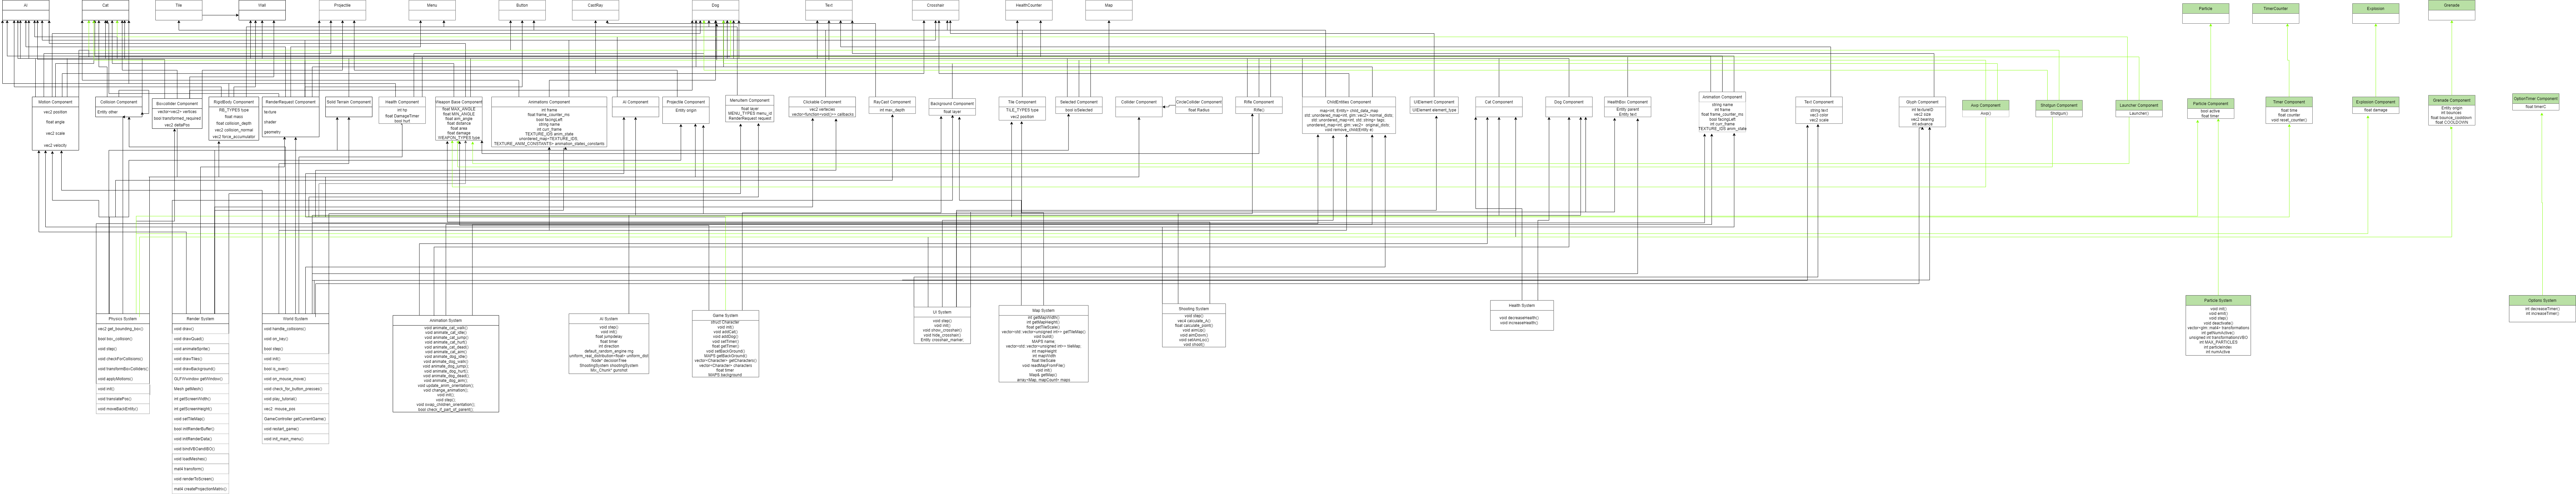 AI
Cat
Tile
Wall
Projectile
Menu
Button
CastRay
Dog
Text
Crosshair
HealthCounter
Map
Particle
TimerCounter
Explosion
Grenade
Motion Component
vec2 position
float angle
vec2 scale
vec2 velocity
Collision Component
Entity other
Boxcollider Component
vector<vec2> vertices
bool transformed_required
vec2 deltaPos
RigidBody Component
RB_TYPES type
float mass
float collision_depth
vec2 collision_normal
vec2 force_accumulator
RenderRequest Component
texture
shader
geometry
Solid Terrain Component
Health Component
int hp
float DamageTimer
bool hurt
Weapon Base Component
float MAX_ANGLE
float MIN_ANGLE
float aim_angle
float distance
float area
float damage
WEAPON_TYPES type
Animations Component
int frame
float frame_counter_ms
bool facingLeft
string name
int curr_frame
TEXTURE_IDS anim_state
unordered_map<TEXTURE_IDS,
TEXTURE_ANIM_CONSTANTS> animation_states_constants
AI Component
Projectile Component
Entity origin
MenuItem Component
float layer
MENU_TYPES menu_id
RenderRequest request
Clickable Component
vec2 vertecies
vector<function<void()>> callbacks
RayCast Component
int max_depth
Background Component
float layer
Tile Component
TILE_TYPES type
vec2 position
Selected Component
bool isSelected
Collider Component
CircleCollider Component
float Radius
Rifle Component
Rifle()
ChildEntities Component
map<int, Entity> child_data_map
std::unordered_map<int, glm::vec2> normal_dists
unordered_map<int, glm::vec2> original_dists
std::unordered_map<int, std::string> tags
void remove_child(Entity e)
UIElement Component
UIElement element_type
Cat Component
Dog Component
HealthBox Component
Entity parent
Entity text
Animation Component
string name
int frame
float frame_counter_ms
bool facingLeft
int curr_frame
TEXTURE_IDS anim_state
Text Component
string text
vec3 color
vec2 scale
Glyph Component
int textureID
vec2 size
vec2 bearing
int advance
Axop Component
Axop()
Shotgun Component
Shotgun()
Launcher Component
Launcher()
Particle Component
bool active
float timer
Timer Component
float time
float counter
void reset_counter()
Explosion Component
float damage
Grenade Component
Entity origin
int bounces
float bounce_cooldown
float COOLDOWN
OptionTimer Component
float timerC
Physics System
vec2 get_bounding_box()
bool box_collision()
void step()
void checkForCollisions()
void transformBoxColliders()
void applyMotions()
void init()
void translatePos()
void moveBackEntity()
Render System
void draw()
void drawQuad()
void animateSprite()
void drawTiles()
void drawBackground()
GLFWwindow getWindow()
Mesh getMesh()
int getScreenWidth()
int getScreenHeight()
void setTileMap()
bool initRenderBuffer()
void initRenderData()
void bindVBOandIBO()
void loadMeshes()
mat4 transform()
void renderToScreen()
mat4 createProjectionMatrix()
World System
void handle_collisions()
void on_key()
bool step()
void init()
bool is_over()
void on_mouse_move()
void check_for_button_presses()
void play_tutorial()
vec2 mouse_pos
GameController getCurrentGame()
void restart_game()
void init_main_menu()
Animation System
void animate_cat_walk()
void animate_cat_idle()
void animate_cat_jump()
void animate_cat_hurt()
void animate_cat_dead()
void animate_cat_aim()
void animate_dog_idle()
void animate_dog_walk()
void animate_dog_jump()
void animate_dog_hurt()
void animate_dog_dead()
void animate_dog_aim()
void update_anim_orientation()
void change_animation()
void init()
void step()
void swap_children_orientation()
bool check_if_part_of_parent()
AI System
void step()
void init()
float jumpdelay
float timer
int direction
default_random_engine rng
uniform_real_distribution<float> uniform_dist
Node* decisionTree
ShootingSystem shootingSystem
Mix_Chunk* gunshot
Game System
struct Character
void init()
void addCat()
void addDog()
void setTimer()
float getTimer()
void setBackGround()
MAPS getBackGround()
vector<Character> getCharacters()
vector<Character> characters
float timer
MAPS background
UI System
void step()
void init()
void show_crosshair()
void hide_crosshair()
Entity crosshair_marker
Map System
int getMapWidth()
int getMapHeight()
float getTileScale()
vector<std::vector<unsigned int>> getTileMap()
void build()
MAPS name
vector<std::vector<unsigned int>> tileMap
int mapHeight
int mapWidth
float tileScale
void readMapFromFile()
void init()
Map& getMap()
array<Map, mapCount> maps
Shooting System
void step()
vec4 calculate_A()
float calculate_point()
void aimUp()
void aimDown()
void setAimLoc()
void shoot()
Health System
void decreaseHealth()
void increaseHealth()
Particle System
void init()
void emit()
void step()
void deactivate()
vector<glm::mat4> transformations
int getNumActive()
unsigned int transformationsVBO
int MAX_PARTICLES
int particleIndex
int numActive
Options System
int decreaseTimer()
int increaseTimer()